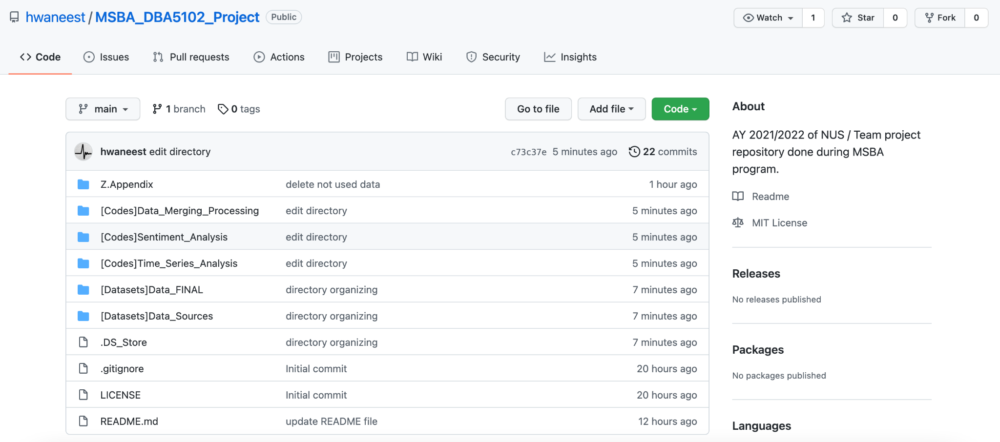 hwaneest / MSBA_DBA5102_Project Public Watch 1 Star 0 Fork 0
Code Issues Pull requests Actions Projects Wiki Security Insights
main 1 branch 0 tags Go to file Add file Code
hwaneest edit directory c73c37e 5 minutes ago 22 commits
Z.Appendix delete not used data 1 hour ago
[Codes]Data_Merging_Processing edit directory 5 minutes ago
[Codes]Sentiment_Analysis edit directory 5 minutes ago
[Codes]Time_Series_Analysis edit directory 5 minutes ago
[Datasets]Data_FINAL directory organizing 7 minutes ago
[Datasets]Data_Sources directory organizing 7 minutes ago
.DS_Store directory organizing 7 minutes ago
.gitignore Initial commit 20 hours ago
LICENSE Initial commit 20 hours ago
README.md update README file 12 hours ago
About
AY 2021/2022 of NUS / Team project
repository done during MSBA
program.
Readme
MIT License
Releases
No releases published
Packages
No packages published
Languages